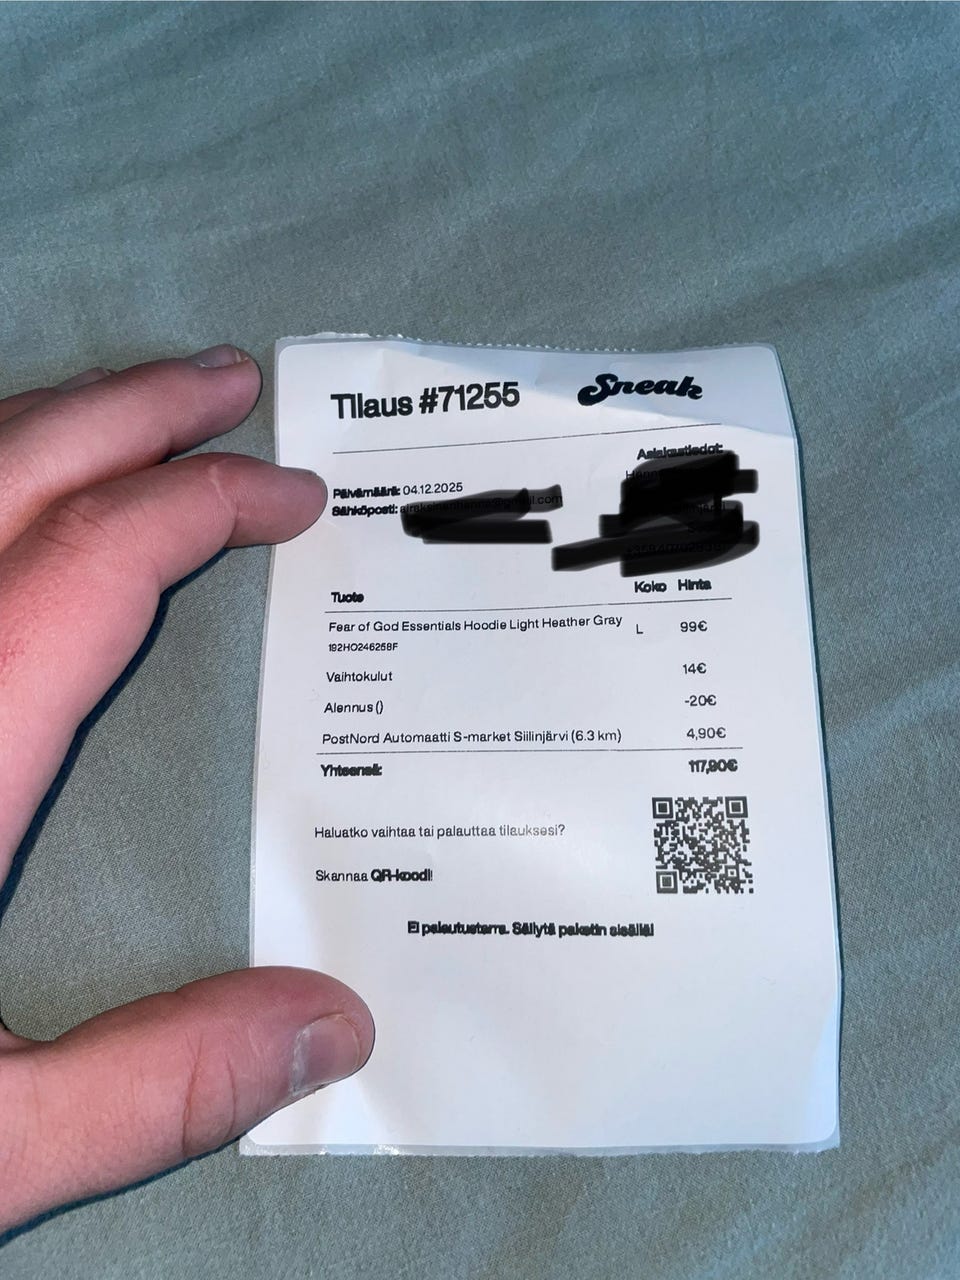 Tilaus #71255
Sneak
Asiakastiedot:
Päivämäärä: 04.12.2025
Sähköposti:
Tuote Koko Hinta
Fear of God Essentials Hoodie Light Heather Gray L 99€
192HO246258F
Vaihtokulut 14€
Alennus () -20€
PostNord Automaatti S-market Siilinjärvi (6.3 km) 4,90€
Yhteensä: 117,90€
Haluatko vaihtaa tai palauttaa tilauksesi?
Skannaa QR-koodi!
Ei palautustarra. Säilytä paketin sisällä!